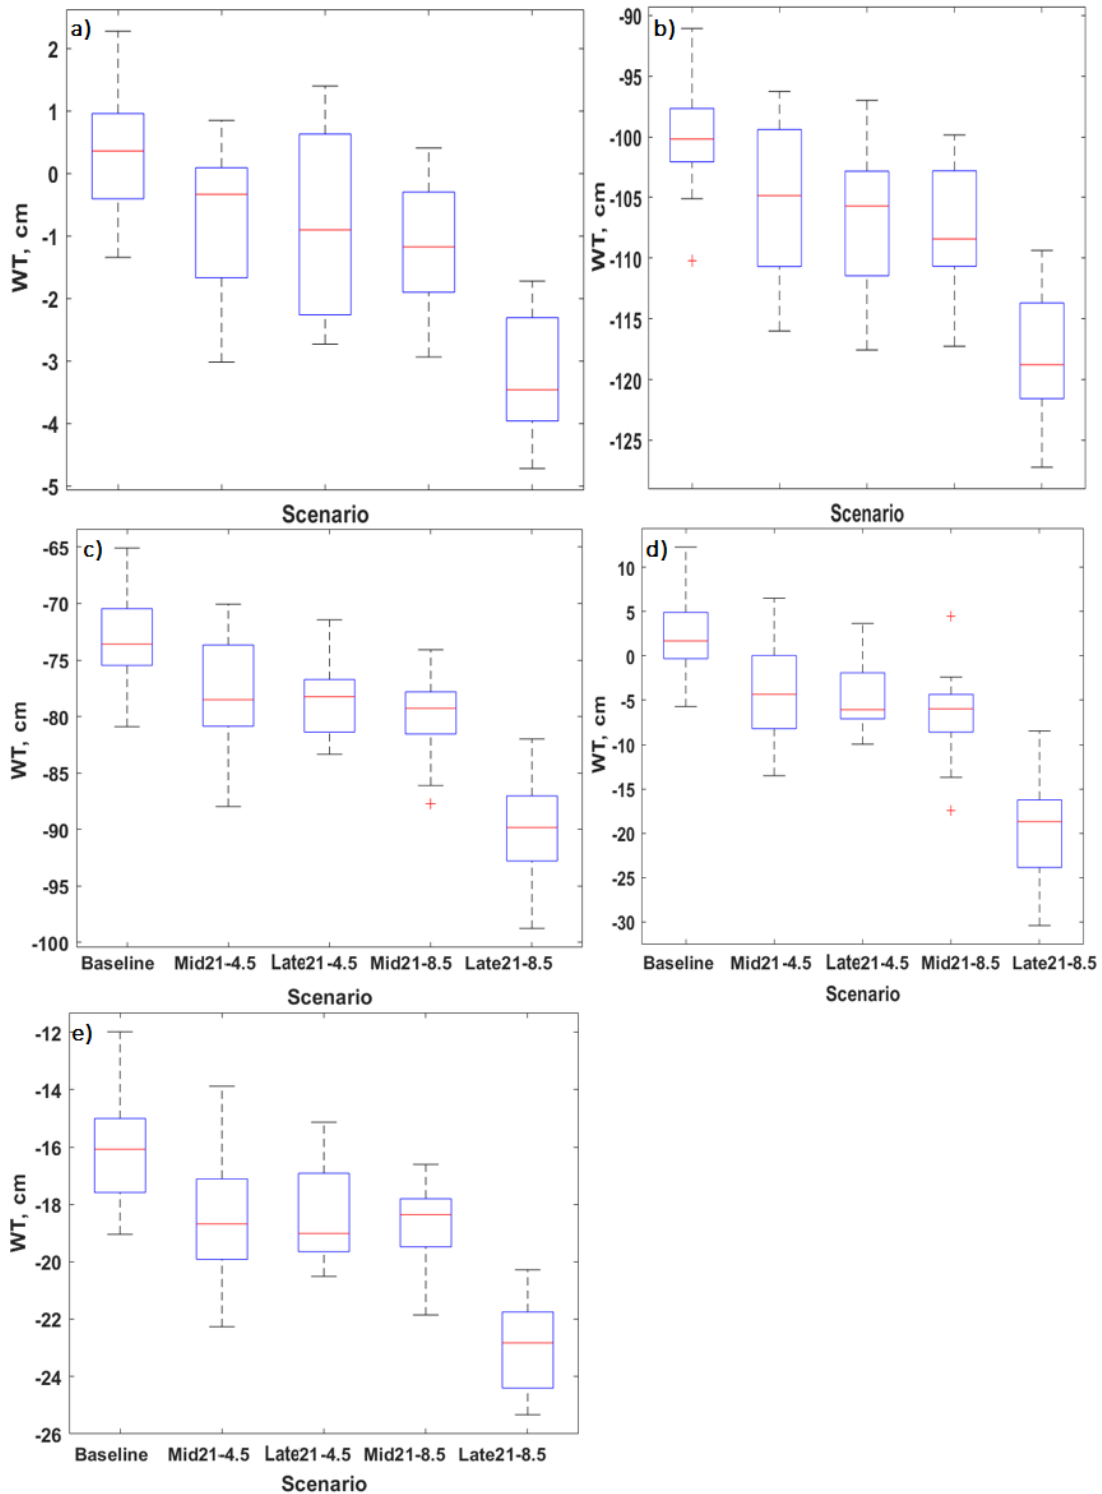 a)
2
1
0
-1
-2
-3
-4
-5
WT, cm
Scenario
b)
-90
-95
-100
-105
-110
-115
-120
-125
WT, cm
Scenario
c)
-65
-70
-75
-80
-85
-90
-95
-100
WT, cm
Baseline Mid21-4.5 Late21-4.5 Mid21-8.5 Late21-8.5
Scenario
d)
10
5
0
-5
-10
-15
-20
-25
-30
WT, cm
Baseline Mid21-4.5 Late21-4.5 Mid21-8.5 Late21-8.5
Scenario
e)
-12
-14
-16
-18
-20
-22
-24
-26
WT, cm
Baseline Mid21-4.5 Late21-4.5 Mid21-8.5 Late21-8.5
Scenario